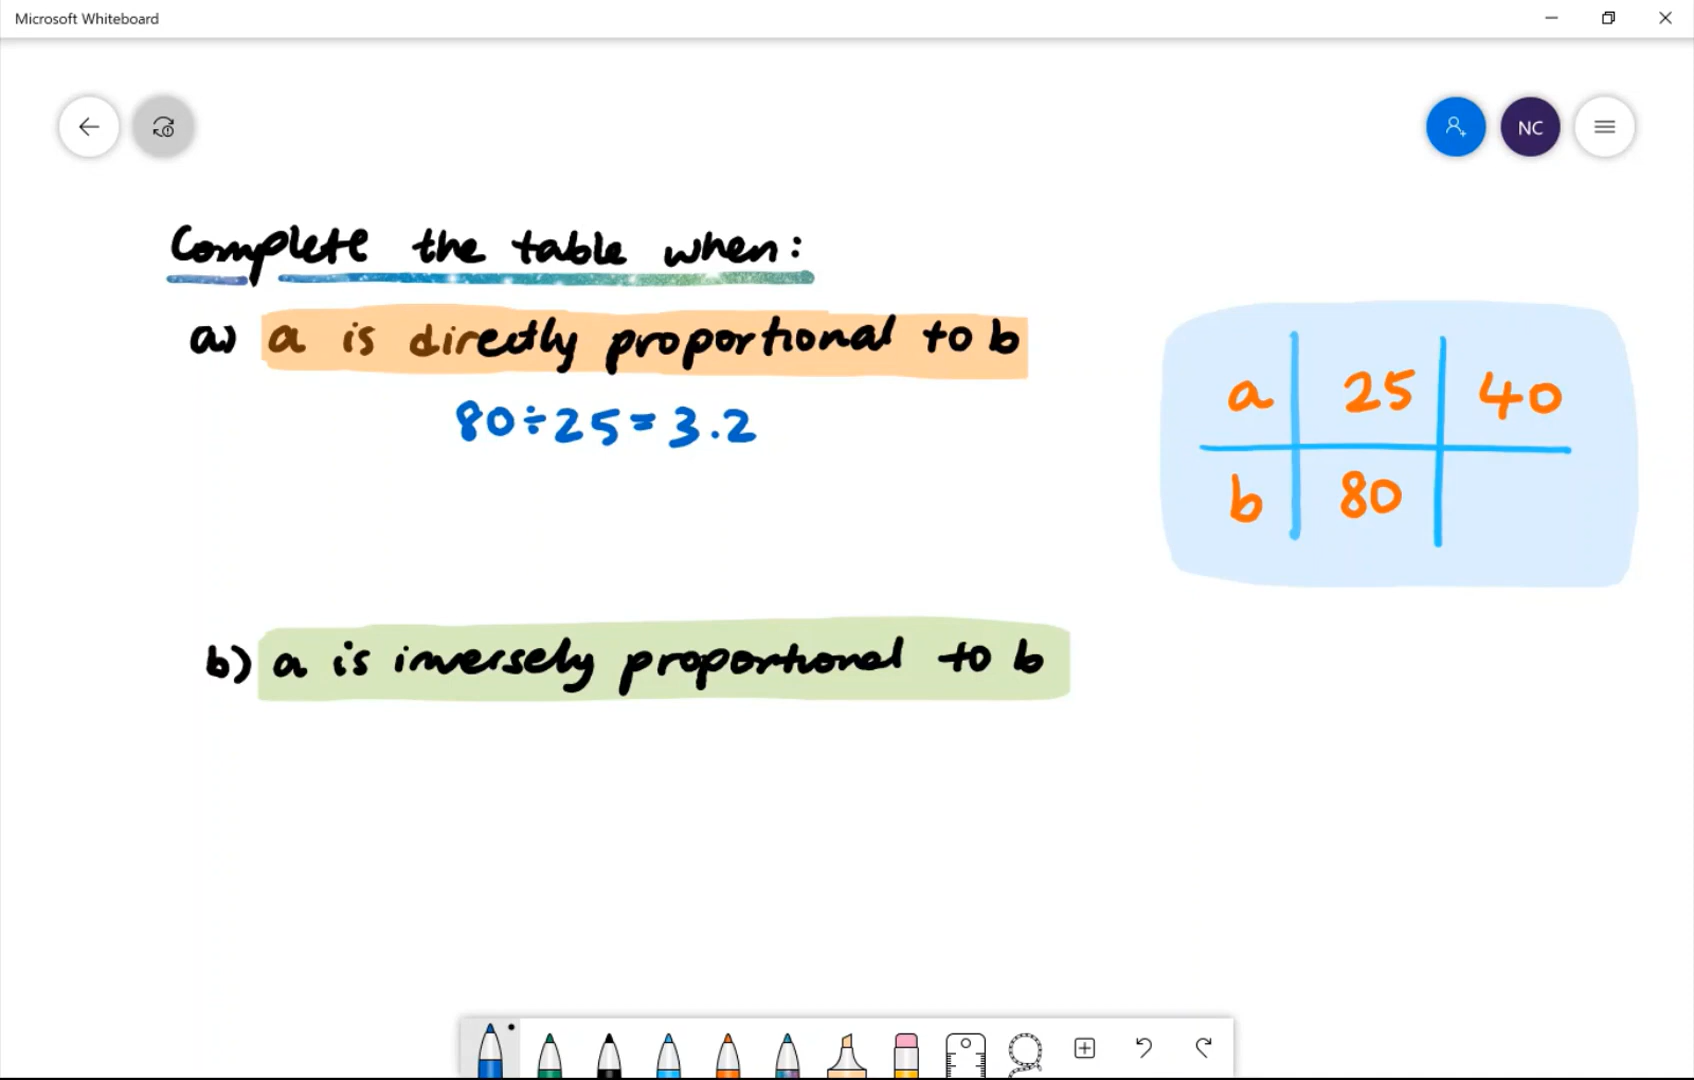 Microsoft Whiteboard
NC
Complete the table when:
a) a is directly proportional to b
80÷25=3.2
a 25 40
b 80
b) a is inversely proportional to b